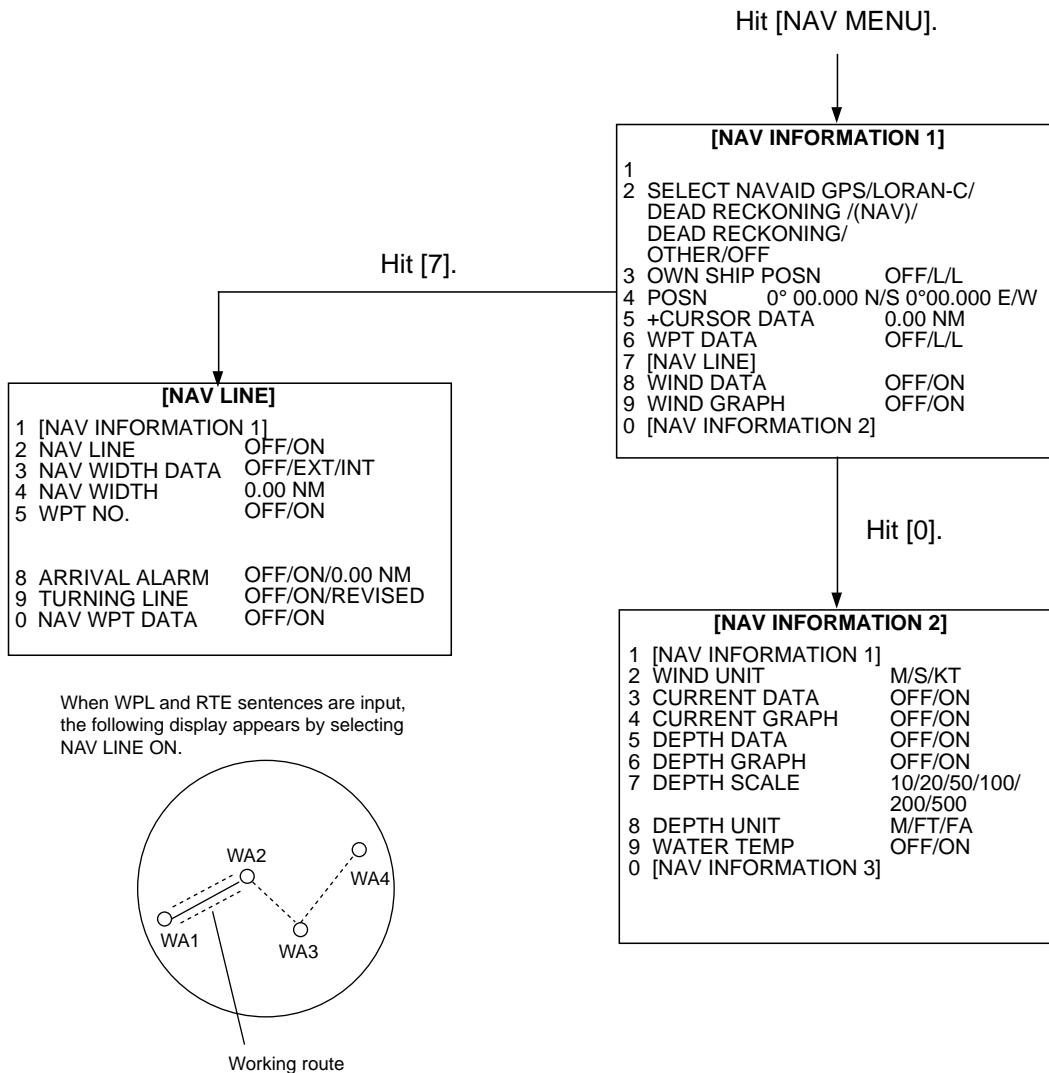 Hit [NAV MENU].
[NAV INFORMATION 1]
1
2 SELECT NAVAID GPS/LORAN-C/
DEAD RECKONING /(NAV)/
DEAD RECKONING/
OTHER/OFF
3 OWN SHIP POSN OFF/L/L
4 POSN 0° 00.000 N/S 0°00.000 E/W
5 +CURSOR DATA 0.00 NM
6 WPT DATA OFF/L/L
7 [NAV LINE]
8 WIND DATA OFF/ON
9 WIND GRAPH OFF/ON
0 [NAV INFORMATION 2]
Hit [7].
[NAV LINE]
1 [NAV INFORMATION 1]
2 NAV LINE OFF/ON
3 NAV WIDTH DATA OFF/EXT/INT
4 NAV WIDTH 0.00 NM
5 WPT NO. OFF/ON
8 ARRIVAL ALARM OFF/ON/0.00 NM
9 TURNING LINE OFF/ON/REVISED
0 NAV WPT DATA OFF/ON
Hit [0].
[NAV INFORMATION 2]
1 [NAV INFORMATION 1]
2 WIND UNIT M/S/KT
3 CURRENT DATA OFF/ON
4 CURRENT GRAPH OFF/ON
5 DEPTH DATA OFF/ON
6 DEPTH GRAPH OFF/ON
7 DEPTH SCALE 10/20/50/100/
200/500
8 DEPTH UNIT M/FT/FA
9 WATER TEMP OFF/ON
0 [NAV INFORMATION 3]
When WPL and RTE sentences are input,
the following display appears by selecting
NAV LINE ON.
WA2
WA4
WA1
WA3
Working route